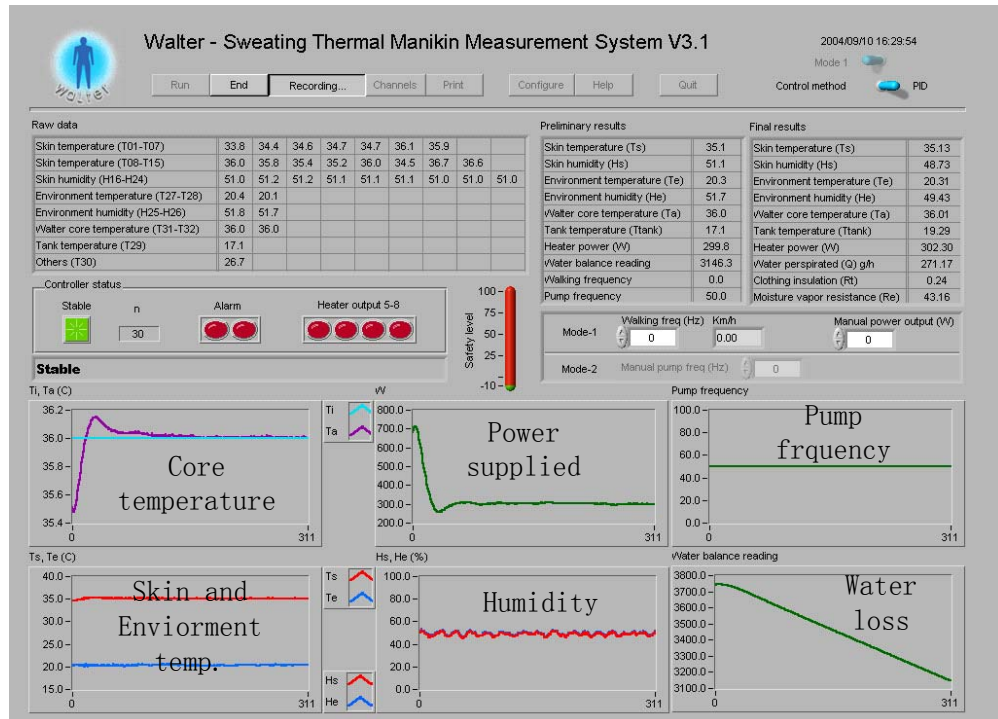 Walter - Sweating Thermal Manikin Measurement System V3.1
2004/09/10 16:29:54
Mode 1
Walter
Run End Recording... Channels Print Configure Help Quit
Control method PID
Raw data
Skin temperature (T01-T07) 33.8 34.4 34.6 34.7 34.7 36.1 35.9
Skin temperature (T08-T15) 36.0 35.8 35.4 35.2 36.0 34.5 36.7 36.6
Skin humidity (H16-H24) 51.0 51.2 51.2 51.1 51.1 51.1 51.0 51.0 51.0
Environment temperature (T27-T28) 20.4 20.1
Environment humidity (H25-H26) 51.8 51.7
Walter core temperature (T31-T32) 36.0 36.0
Tank temperature (T29) 17.1
Others (T30) 26.7
Preliminary results
Skin temperature (Ts) 35.1
Skin humidity (Hs) 51.1
Environment temperature (Te) 20.3
Environment humidity (He) 51.7
Walter core temperature (Ta) 36.0
Tank temperature (Ttank) 17.1
Heater power (W) 299.8
Water balance reading 3146.3
Walking frequency 0.0
Pump frequency 50.0
Final results
Skin temperature (Ts) 35.13
Skin humidity (Hs) 48.73
Environment temperature (Te) 20.31
Environment humidity (He) 49.43
Walter core temperature (Ta) 36.01
Tank temperature (Ttank) 19.29
Heater power (W) 302.30
Water perspirated (Q) g/h 271.17
Clothing insulation (Rt) 0.24
Moisture vapor resistance (Re) 43.16
Controller status
Stable n Alarm Heater output 5-8
30
Stable
Safety level
100
75
50
25
-10
Walking freq (Hz) Km/h Manual power output (W)
Mode-1 0 0.00 0
Mode-2 Manual pump freq (Hz) 0
Ti, Ta (C)
36.2
36.0
35.8
35.6
35.4
0 311
Core
temperature
Ti
Ta
W
800.0
700.0
600.0
500.0
400.0
300.0
200.0
0 311
Power
supplied
Pump frequency
100.0
80.0
60.0
40.0
20.0
0.0
0 311
Pump
frquency
Ts, Te (C)
40.0
35.0
30.0
25.0
20.0
15.0
0 311
Skin and
Enviorment
temp.
Ts
Te
Hs
He
Hs, He (%)
100.0
80.0
60.0
40.0
20.0
0.0
0 311
Humidity
Water balance reading
3800.0
3700.0
3600.0
3500.0
3400.0
3300.0
3200.0
3100.0
0 311
Water
loss